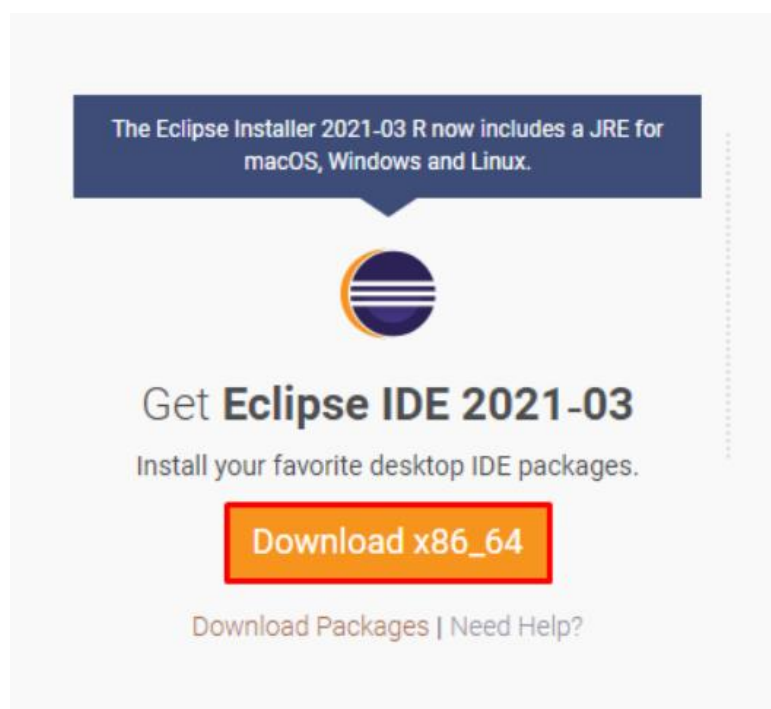 The Eclipse Installer 2021-03 R now includes a JRE for
macOS, Windows and Linux.
Get Eclipse IDE 2021-03
Install your favorite desktop IDE packages.
Download x86_64
Download Packages | Need Help?